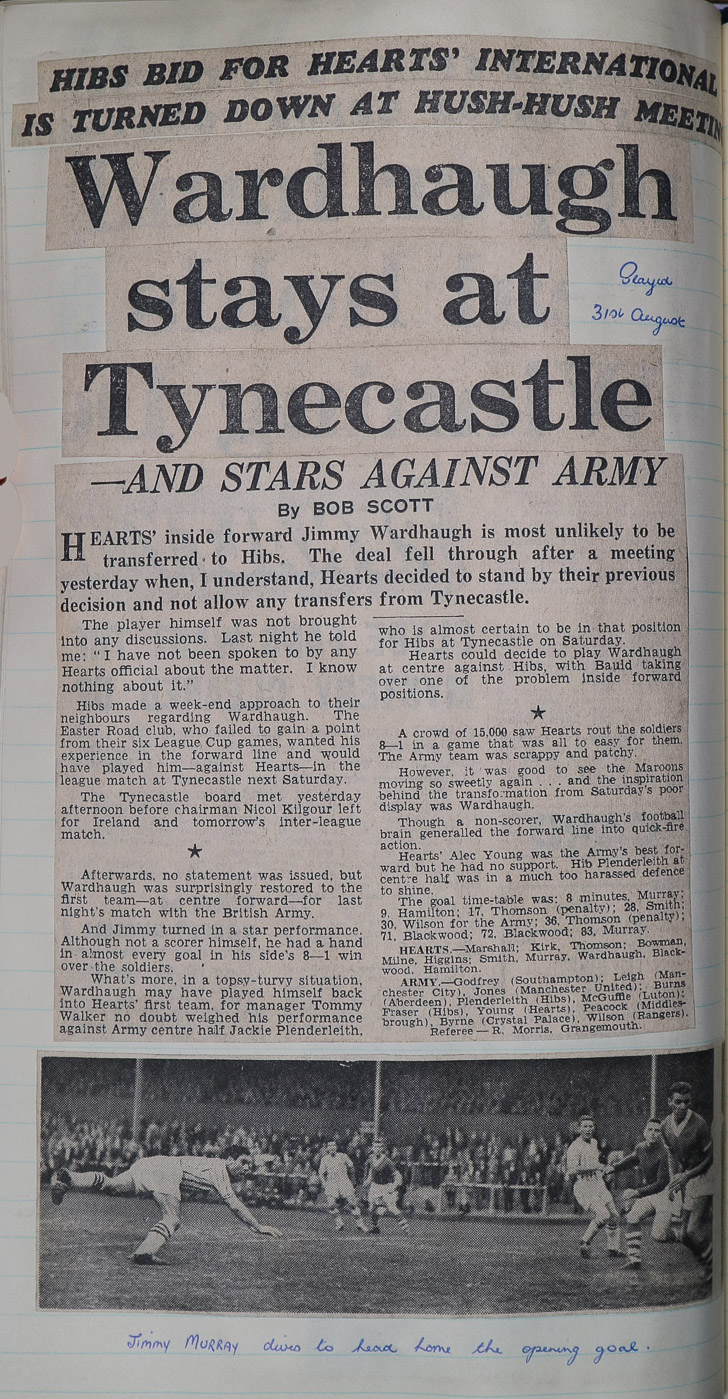 HIBS BID FOR HEARTS' INTERNATIONAL
IS TURNED DOWN AT HUSH-HUSH MEETIN
Wardhaugh
stays at
Played
31st August
Tynecastle
—AND STARS AGAINST ARMY
By BOB SCOTT
HEARTS' inside forward Jimmy Wardhaugh is most unlikely to be
transferred to Hibs. The deal fell through after a meeting
yesterday when, I understand, Hearts decided to stand by their previous
decision and not allow any transfers from Tynecastle.
The player himself was not brought
into any discussions. Last night he told
me: "I have not been spoken to by any
Hearts official about the matter. I know
nothing about it."
Hibs made a week-end approach to their
neighbours regarding Wardhaugh. The
Easter Road club, who failed to gain a point
from their six League Cup games, wanted his
experience in the forward line and would
have played him—against Hearts—in the
league match at Tynecastle next Saturday.
The Tynecastle board met yesterday
afternoon before chairman Nicol Kilgour left
for Ireland and tomorrow's inter-league
match.
★
Afterwards, no statement was issued, but
Wardhaugh was surprisingly restored to the
first team—at centre forward—for last
night's match with the British Army.
And Jimmy turned in a star performance.
Although not a scorer himself, he had a hand
in almost every goal in his side's 8—1 win
over the soldiers.
What's more, in a topsy-turvy situation,
Wardhaugh may have played himself back
into Hearts' first team, for manager Tommy
Walker no doubt weighed his performance
against Army centre half Jackie Plenderleith,
who is almost certain to be in that position
for Hibs at Tynecastle on Saturday.
Hearts could decide to play Wardhaugh
at centre against Hibs, with Bauld taking
over one of the problem inside forward
positions.
★
A crowd of 15,000 saw Hearts rout the soldiers
8—1 in a game that was all to easy for them.
The Army team was scrappy and patchy.
However, it was good to see the Maroons
moving so sweetly again . . . and the inspiration
behind the transformation from Saturday's poor
display was Wardhaugh.
Though a non-scorer, Wardhaugh's football
brain generalled the forward line into quick-fire
action.
Hearts' Alec Young was the Army's best for-
ward but he had no support. Hib Plenderleith at
centre half was in a much too harassed defence
to shine.
The goal time-table was: 8 minutes, Murray;
9, Hamilton; 17, Thomson (penalty); 28, Smith;
30, Wilson for the Army; 36, Thomson (penalty);
71, Blackwood; 72, Blackwood; 83, Murray.
HEARTS.—Marshall; Kirk, Thomson; Bowman,
Milne, Higgins; Smith, Murray, Wardhaugh, Black-
wood, Hamilton.
ARMY.—Godfrey (Southampton); Leigh (Man-
chester City), Jones (Manchester United); Burns
(Aberdeen), Plenderleith (Hibs), McGuffie (Luton);
Fraser (Hibs), Young (Hearts), Peacock (Middles-
brough), Byrne (Crystal Palace), Wilson (Rangers).
Referee — R. Morris, Grangemouth.
Jimmy MURRAY dives to head home the opening goal.